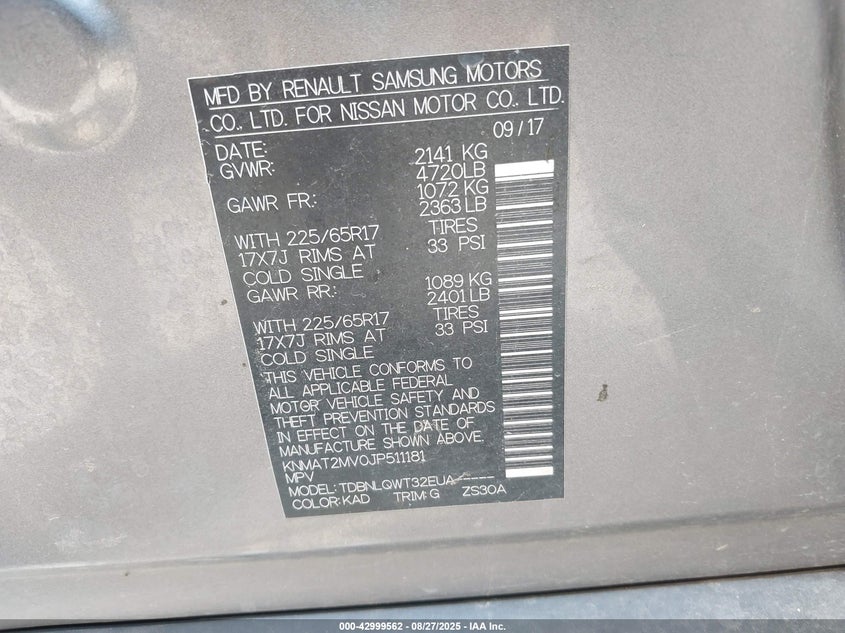 MFD BY RENAULT SAMSUNG MOTORS
CO., LTD. FOR NISSAN MOTOR CO., LTD.
09/17
DATE:
GVWR: 2141 KG
4720LB
GAWR FR: 1072 KG
2363LB
WITH 225/65R17 TIRES
17X7J RIMS AT 33 PSI
COLD SINGLE
GAWR RR: 1089 KG
2401LB
WITH 225/65R17 TIRES
17X7J RIMS AT 33 PSI
COLD SINGLE
THIS VEHICLE CONFORMS TO
ALL APPLICABLE FEDERAL
MOTOR VEHICLE SAFETY AND
THEFT PREVENTION STANDARDS
IN EFFECT ON THE DATE OF
MANUFACTURE SHOWN ABOVE.
KNMAT2MV0JP511181
MPV
MODEL: TDBNLQWT32EUA-----
COLOR: KAD TRIM: G ZS30A
000-42999562 - 08/27/2025 - IAA Inc.